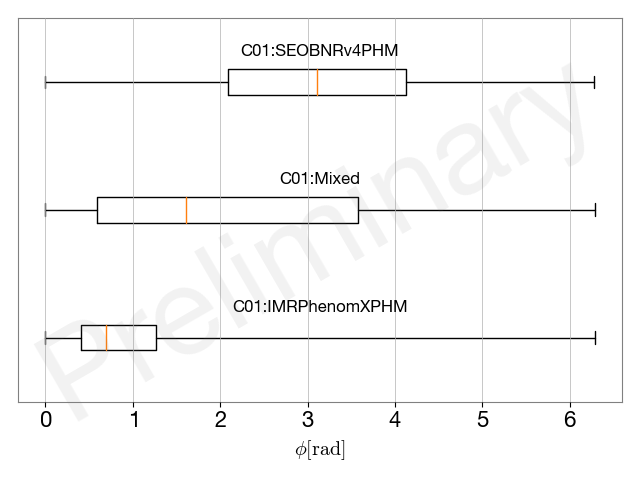 C01:SEOBNRv4PHM
C01:Mixed
C01:IMRPhenomXPHM
Preliminary
0 1 2 3 4 5 6
ϕ[rad]